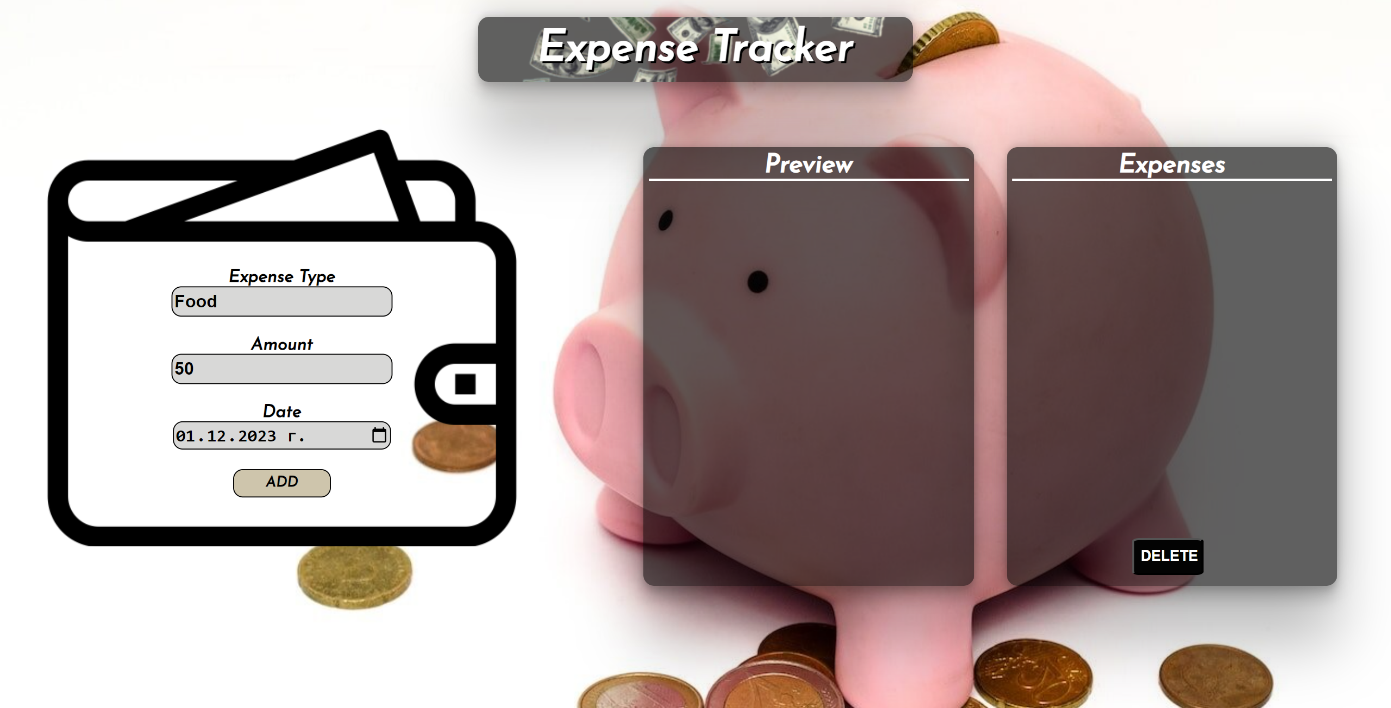 Expense Tracker
Expense Type
Food
Amount
50
Date
01.12.2023 г.
ADD
Preview
Expenses
DELETE